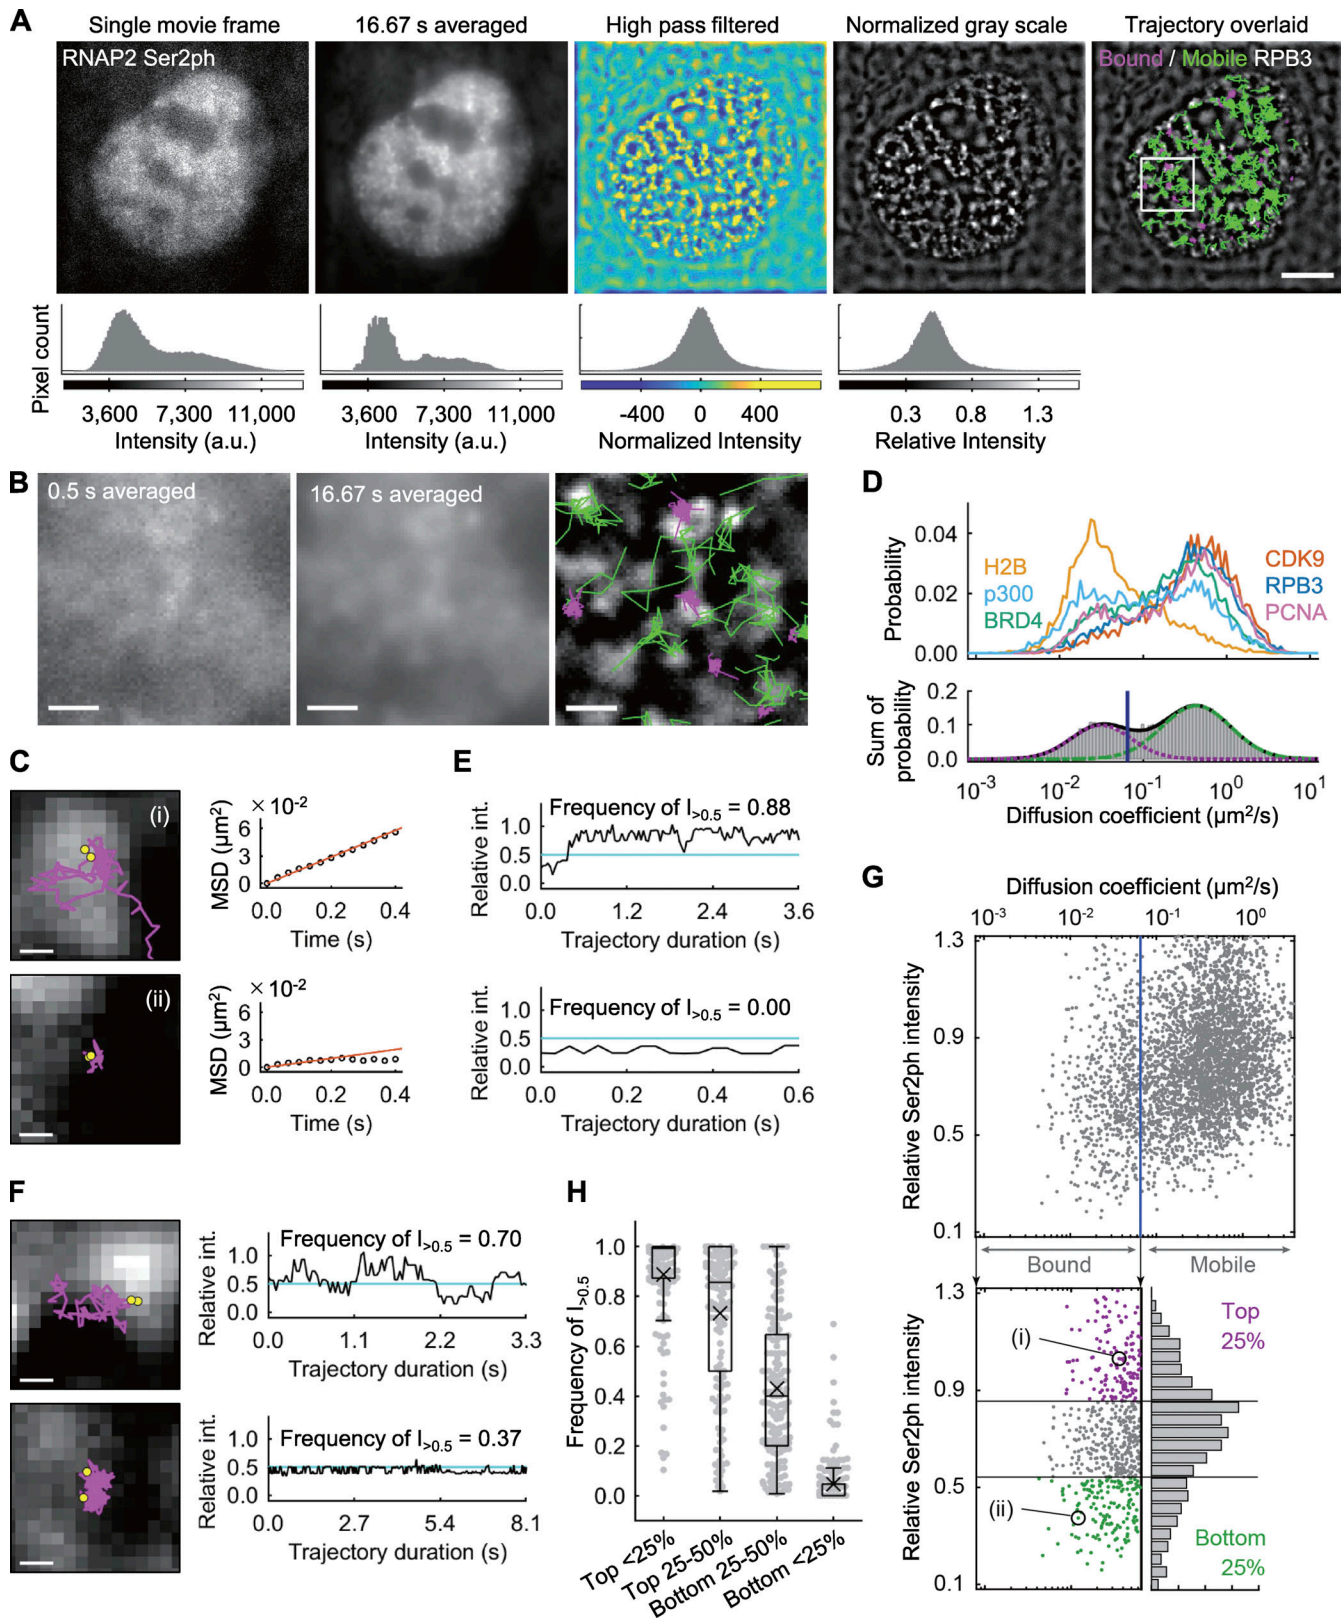 A
Single movie frame
16.67 s averaged
High pass filtered
Normalized gray scale
Trajectory overlaid
RNAP2 Ser2ph
Bound / Mobile RPB3
Pixel count
3,600 7,300 11,000
Intensity (a.u.)
3,600 7,300 11,000
Intensity (a.u.)
-400 0 400
Normalized Intensity
0.3 0.8 1.3
Relative Intensity
B
0.5 s averaged
16.67 s averaged
D
Probability
0.04
0.02
0.00
H2B
p300
BRD4
CDK9
RPB3
PCNA
Sum of
probability
0.2
0.1
0.0
10⁻³ 10⁻² 10⁻¹ 10⁰ 10¹
Diffusion coefficient (μm²/s)
C
(i)
× 10⁻²
MSD (μm²)
6
3
0
0.0 0.2 0.4
Time (s)
(ii)
× 10⁻²
MSD (μm²)
6
3
0
0.0 0.2 0.4
Time (s)
E
Frequency of I>0.5 = 0.88
Relative int.
1.0
0.5
0.0
0.0 1.2 2.4 3.6
Trajectory duration (s)
Frequency of I>0.5 = 0.00
Relative int.
1.0
0.5
0.0
0.0 0.6
Trajectory duration (s)
F
Frequency of I>0.5 = 0.70
Relative int.
1.0
0.5
0.0
0.0 1.1 2.2 3.3
Trajectory duration (s)
Frequency of I>0.5 = 0.37
Relative int.
1.0
0.5
0.0
0.0 2.7 5.4 8.1
Trajectory duration (s)
H
Frequency of I>0.5
1.0
0.8
0.6
0.4
0.2
0.0
Top <25%
Top 25-50%
Bottom 25-50%
Bottom <25%
G
Diffusion coefficient (μm²/s)
10⁻³ 10⁻² 10⁻¹ 10⁰
Relative Ser2ph intensity
1.3
0.9
0.5
0.1
Bound
Mobile
Relative Ser2ph intensity
1.3
0.9
0.5
0.1
(i)
(ii)
Top
25%
Bottom
25%